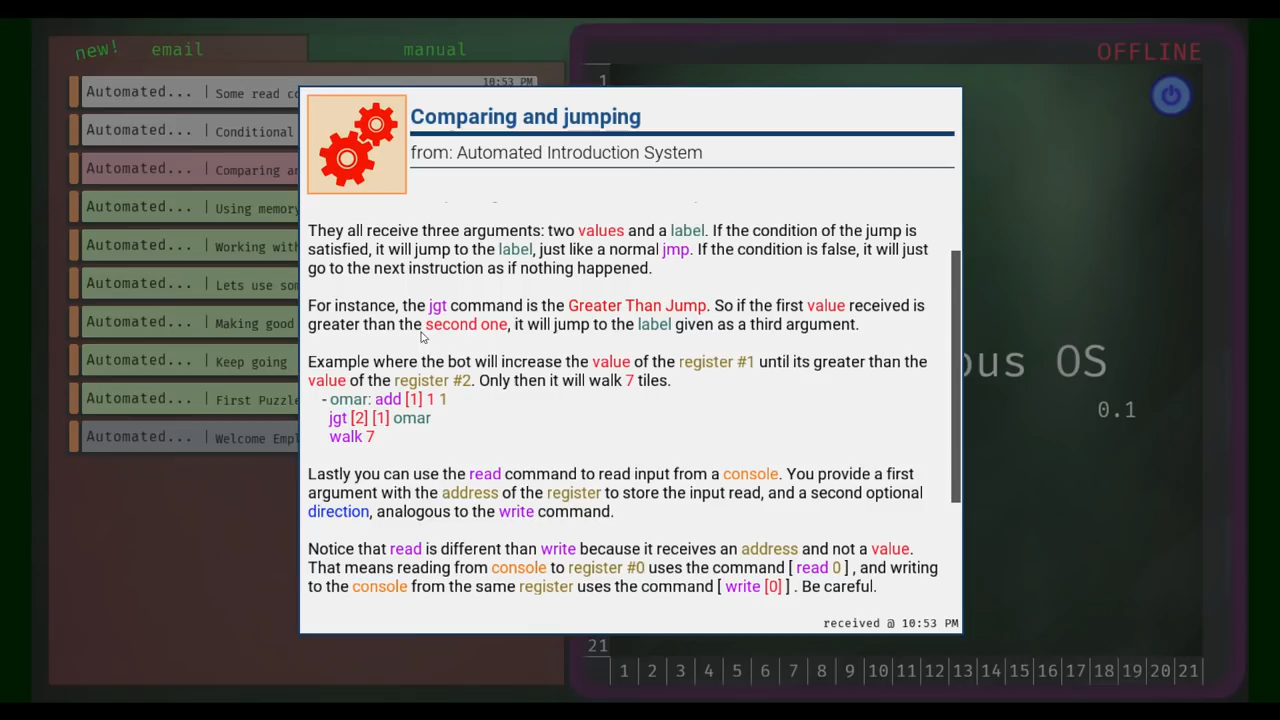 new! email manual OFFLINE
10:53 PM
1
Automated... | Some read co
Automated... | Conditional
Automated... | Comparing an
Automated... | Using memory
Automated... | Working with
Automated... | Lets use som
Automated... | Making good
Automated... | Keep going
Automated... | First Puzzle
Automated... | Welcome Empl
Comparing and jumping
from: Automated Introduction System
They all receive three arguments: two values and a label. If the condition of the jump is
satisfied, it will jump to the label, just like a normal jmp. If the condition is false, it will just
go to the next instruction as if nothing happened.
For instance, the jgt command is the Greater Than Jump. So if the first value received is
greater than the second one, it will jump to the label given as a third argument.
Example where the bot will increase the value of the register #1 until its greater than the
value of the register #2. Only then it will walk 7 tiles.
- omar: add [1] 1 1
jgt [2] [1] omar
walk 7
Lastly you can use the read command to read input from a console. You provide a first
argument with the address of the register to store the input read, and a second optional
direction, analogous to the write command.
Notice that read is different than write because it receives an address and not a value.
That means reading from console to register #0 uses the command [ read 0 ] , and writing
to the console from the same register uses the command [ write [0] ] . Be careful.
received @ 10:53 PM
ous OS
0.1
21
1 2 3 4 5 6 7 8 9 10 11 12 13 14 15 16 17 18 19 20 21